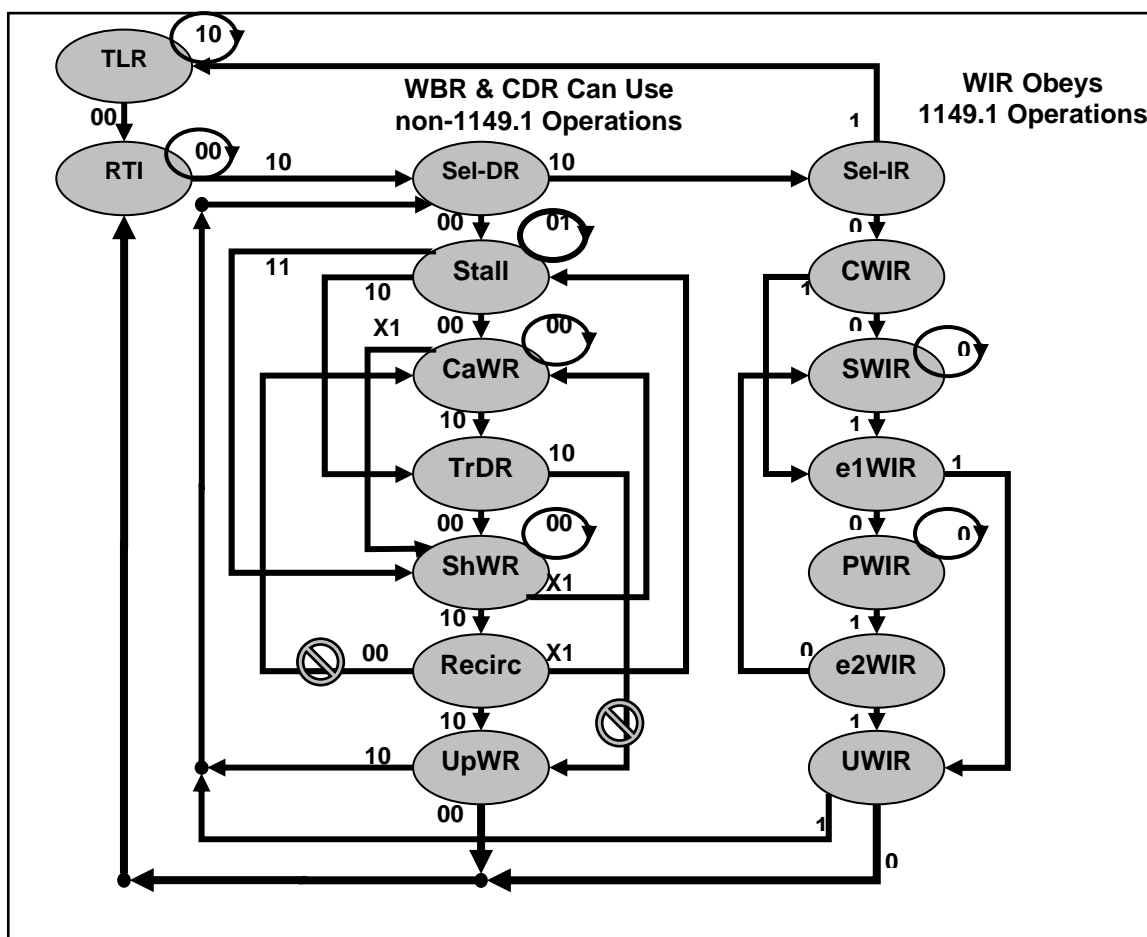 10
TLR
WBR & CDR Can Use
non-1149.1 Operations
WIR Obeys
1149.1 Operations
00
1
00
RTI
10
Sel-DR
10
Sel-IR
00
01
0
11
Stall
10
CWIR
1
X1
00
00
0
CaWR
SWIR
0
10
1
TrDR
10
e1WIR
1
00
00
0
ShWR
X1
PWIR
0
10
1
00
Recirc
X1
0
e2WIR
10
1
10
UpWR
UWIR
00
1
0